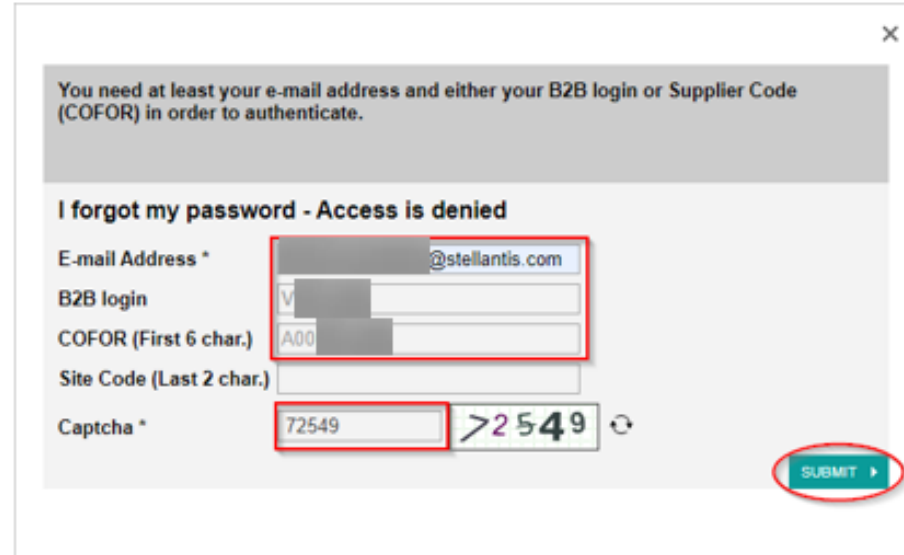 You need at least your e-mail address and either your B2B login or Supplier Code
(COFOR) in order to authenticate.
I forgot my password - Access is denied
E-mail Address * @stellantis.com
B2B login V
COFOR (First 6 char.) A00
Site Code (Last 2 char.)
Captcha * 72549 72549
SUBMIT